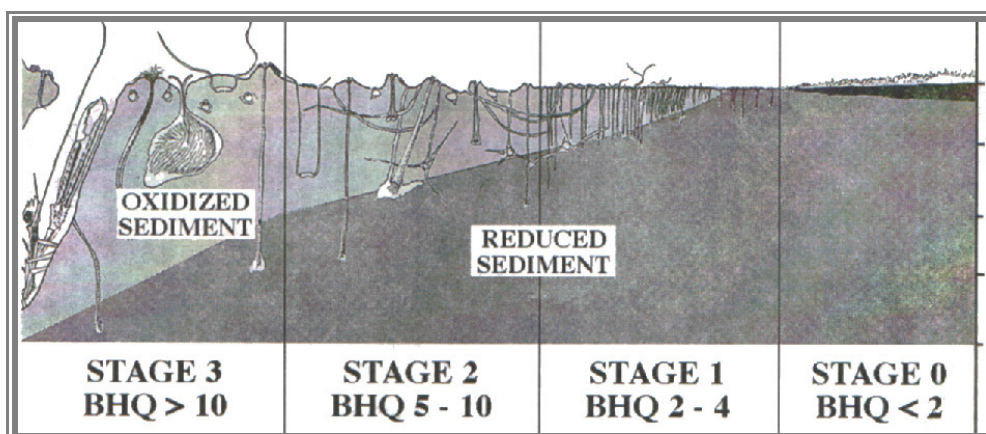 OXIDIZED
SEDIMENT
REDUCED
SEDIMENT
STAGE 3
BHQ > 10
STAGE 2
BHQ 5 - 10
STAGE 1
BHQ 2 - 4
STAGE 0
BHQ < 2